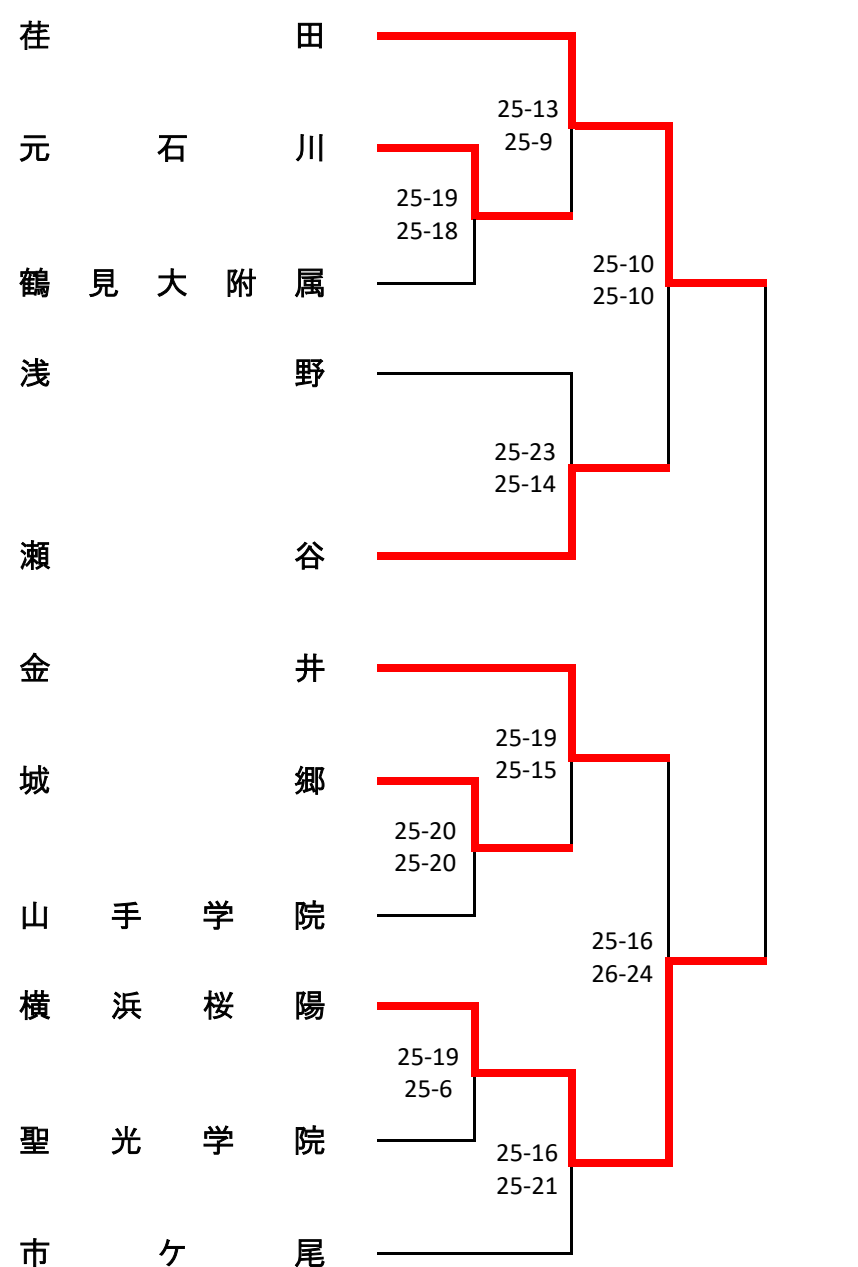 荏田
25-13
25-9
元石川
25-19
25-18
25-10
25-10
鶴見大附属
浅野
25-23
25-14
瀬谷
金井
25-19
25-15
城郷
25-20
25-20
山手学院
25-16
26-24
横浜桜陽
25-19
25-6
聖光学院
25-16
25-21
市ケ尾